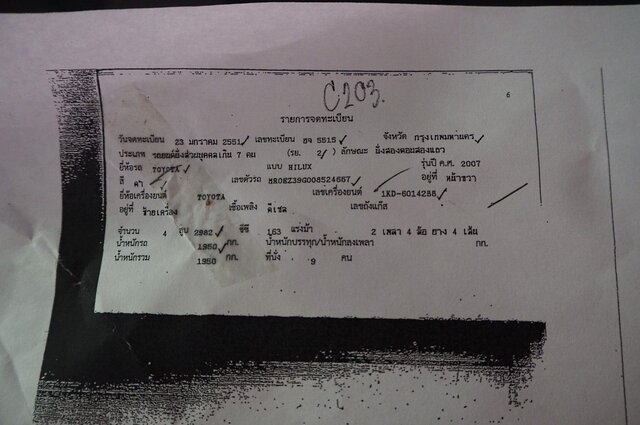 C203.
6
รายการจดทะเบียน
วันจดทะเบียน 23 มกราคม 2551 เลขทะเบียน ฮจ 5515 จังหวัด กรุงเทพมหานคร
ประเภท รถยนต์นั่งส่วนบุคคลเกิน 7 คน (รย. 2) ลักษณะ นั่งสองตอนสองแถว
ยี่ห้อรถ TOYOTA แบบ HILUX รุ่นปี ค.ศ. 2007
สี ดำ เลขตัวรถ MR0EZ39G008524667 อยู่ที่ หน้าขวา
ยี่ห้อเครื่องยนต์ TOYOTA เลขเครื่องยนต์ 1KD-6014288
อยู่ที่ ซ้ายเครื่อง เชื้อเพลิง ดีเซล เลขถังแก๊ส
จำนวน 4 สูบ 2982 ซีซี 163 แรงม้า 2 เพลา 4 ล้อ ยาง 4 เส้น
น้ำหนักรถ 1950 กก. น้ำหนักบรรทุก/น้ำหนักลงเพลา กก.
น้ำหนักรวม 1950 กก. ที่นั่ง 9 คน